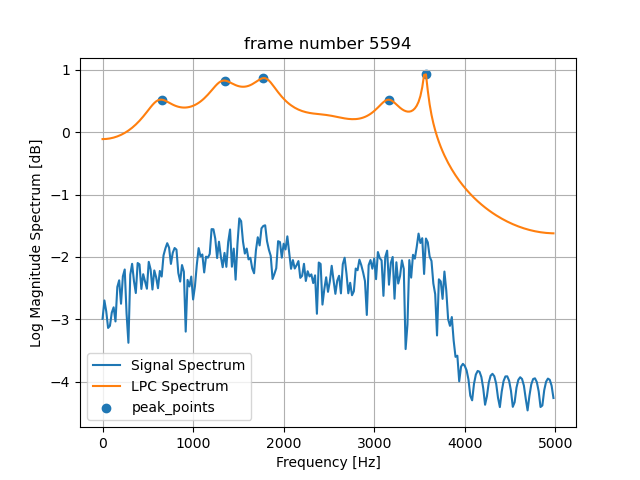 frame number 5594
Log Magnitude Spectrum [dB]
1
0
−1
−2
−3
−4
Signal Spectrum
LPC Spectrum
peak_points
0 1000 2000 3000 4000 5000
Frequency [Hz]